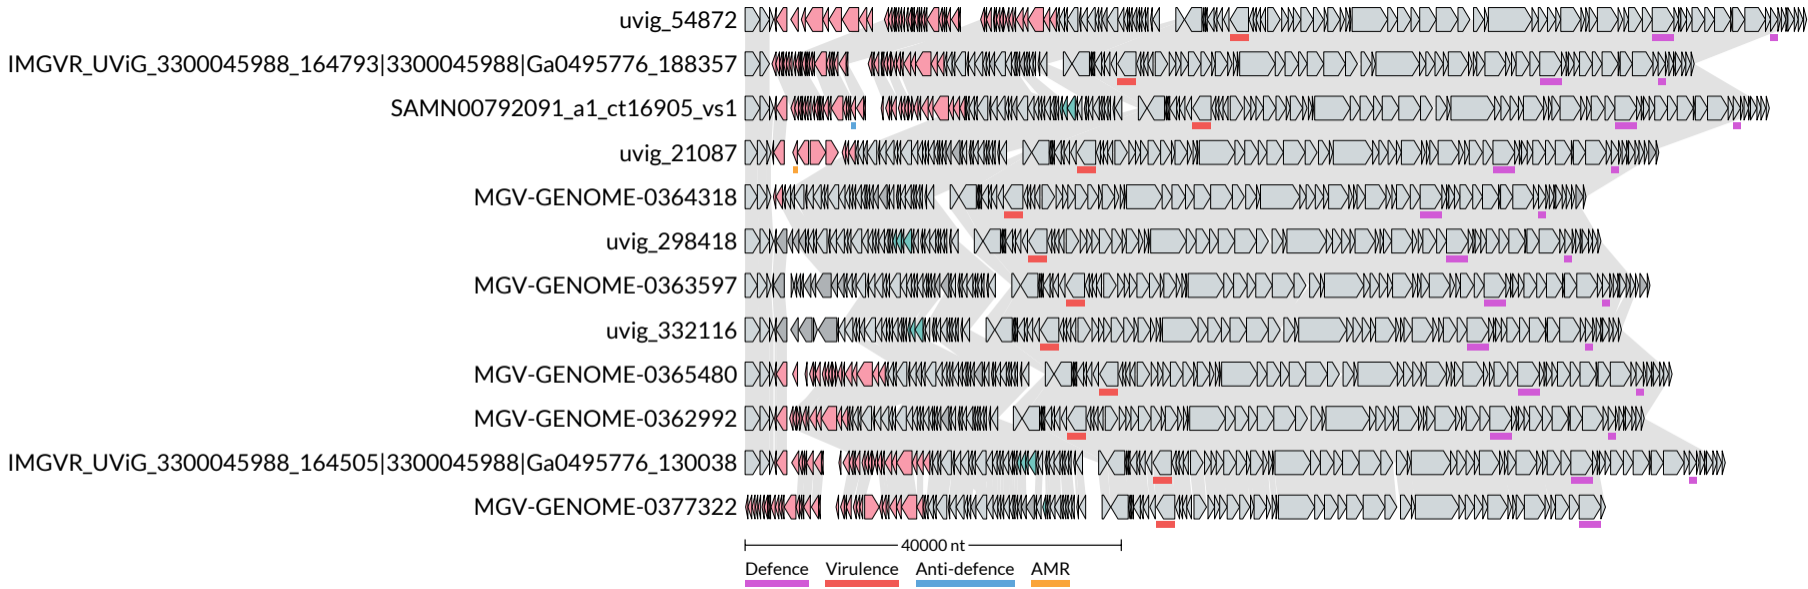 uvig_54872
IMGVR_UViG_3300045988_164793|3300045988|Ga0495776_188357
SAMN00792091_a1_ct16905_vs1
uvig_21087
MGV-GENOME-0364318
uvig_298418
MGV-GENOME-0363597
uvig_332116
MGV-GENOME-0365480
MGV-GENOME-0362992
IMGVR_UViG_3300045988_164505|3300045988|Ga0495776_130038
MGV-GENOME-0377322
40000 nt
Defence Virulence Anti-defence AMR